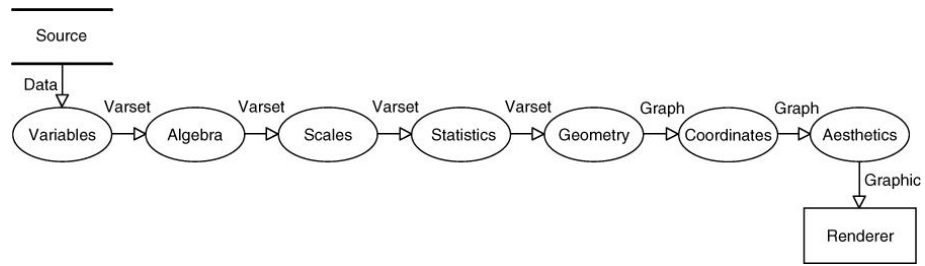 Source
Data
Varset Varset Varset Varset Graph Graph
Variables Algebra Scales Statistics Geometry Coordinates Aesthetics
Graphic
Renderer